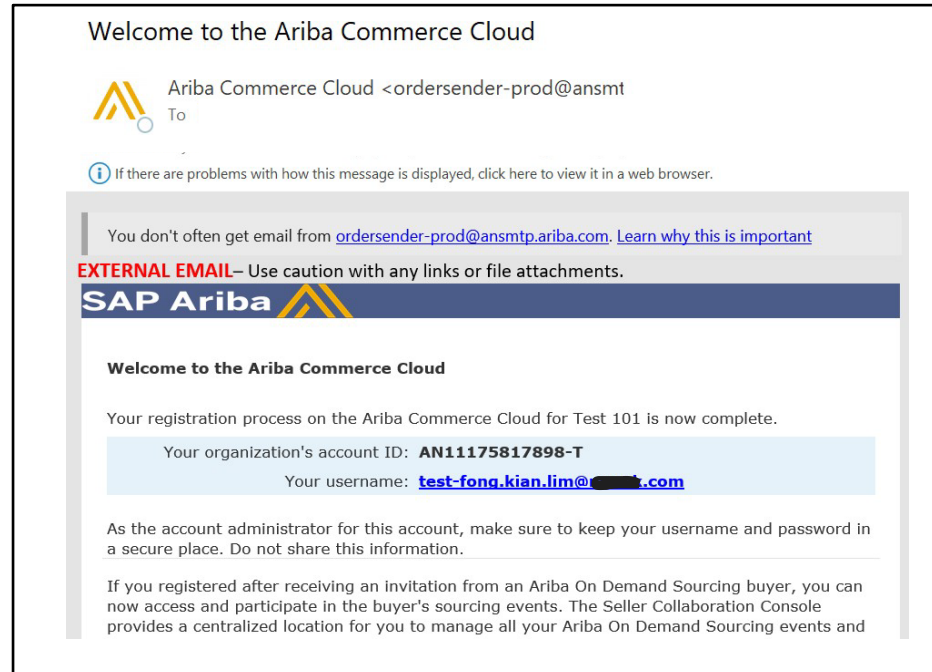 Welcome to the Ariba Commerce Cloud
Ariba Commerce Cloud <ordersender-prod@ansmt
To
If there are problems with how this message is displayed, click here to view it in a web browser.
You don't often get email from ordersender-prod@ansmtp.ariba.com. Learn why this is important
EXTERNAL EMAIL– Use caution with any links or file attachments.
SAP Ariba
Welcome to the Ariba Commerce Cloud
Your registration process on the Ariba Commerce Cloud for Test 101 is now complete.
Your organization's account ID: AN11175817898-T
Your username: test-fong.kian.lim@ .com
As the account administrator for this account, make sure to keep your username and password in
a secure place. Do not share this information.
If you registered after receiving an invitation from an Ariba On Demand Sourcing buyer, you can
now access and participate in the buyer's sourcing events. The Seller Collaboration Console
provides a centralized location for you to manage all your Ariba On Demand Sourcing events and